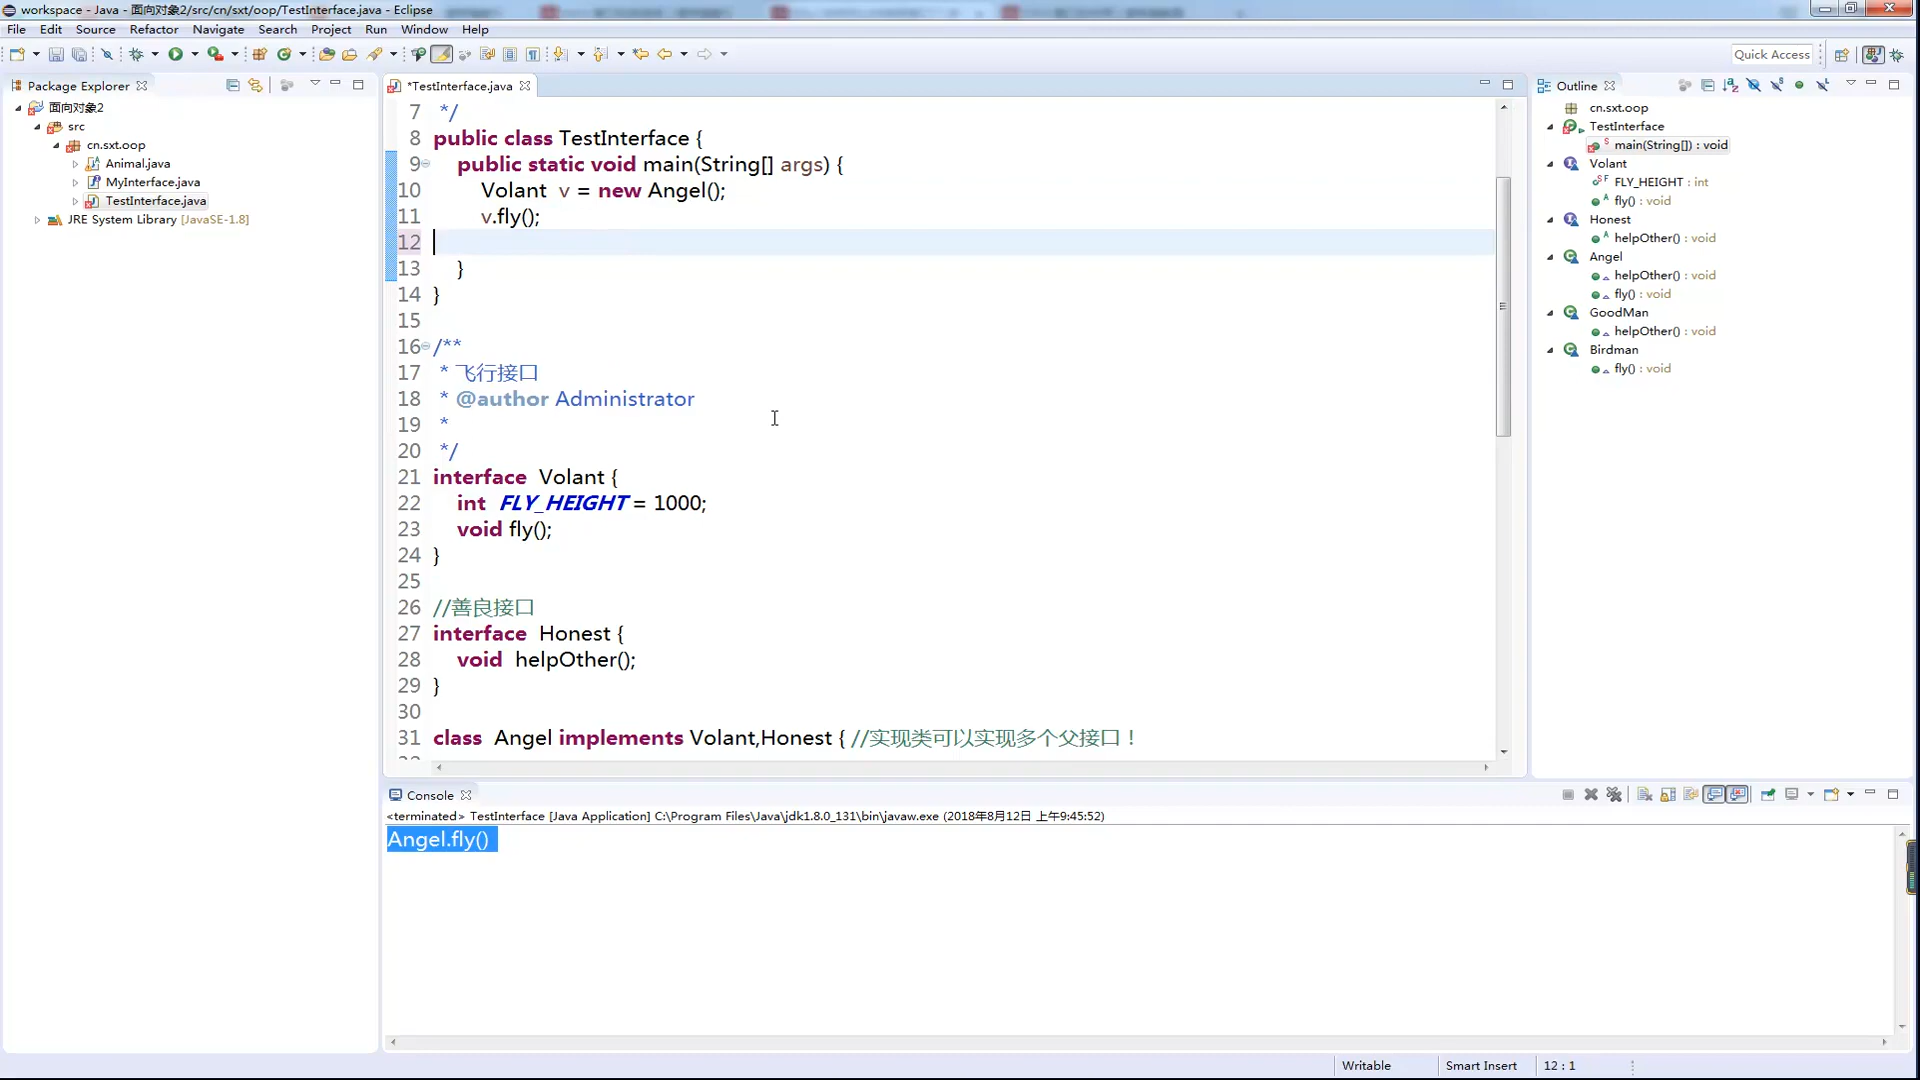 workspace - Java - 面向对象2/src/cn/sxt/oop/TestInterface.java - Eclipse
File Edit Source Refactor Navigate Search Project Run Window Help
Quick Access
Package Explorer
面向对象2
src
cn.sxt.oop
Animal.java
MyInterface.java
TestInterface.java
JRE System Library [JavaSE-1.8]
*TestInterface.java
7 */
8 public class TestInterface {
9 public static void main(String[] args) {
10 Volant v = new Angel();
11 v.fly();
12
13 }
14 }
15
16 /**
17 * 飞行接口
18 * @author Administrator
19 *
20 */
21 interface Volant {
22 int FLY_HEIGHT = 1000;
23 void fly();
24 }
25
26 //善良接口
27 interface Honest {
28 void helpOther();
29 }
30
31 class Angel implements Volant,Honest { //实现类可以实现多个父接口！
Outline
cn.sxt.oop
TestInterface
main(String[]) : void
Volant
FLY_HEIGHT : int
fly() : void
Honest
helpOther() : void
Angel
helpOther() : void
fly() : void
GoodMan
helpOther() : void
Birdman
fly() : void
Console
<terminated> TestInterface [Java Application] C:\Program Files\Java\jdk1.8.0_131\bin\javaw.exe (2018年8月12日 上午9:45:52)
Angel.fly()
Writable Smart Insert 12 : 1